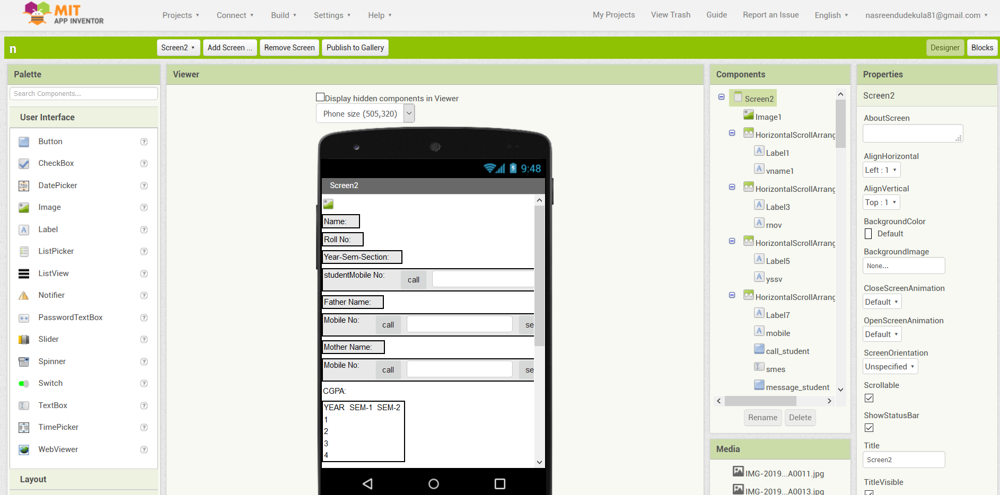 MIT
APP INVENTOR
Projects ▾ Connect ▾ Build ▾ Settings ▾ Help ▾ My Projects View Trash Guide Report an Issue English ▾ nasreendudekula81@gmail.com ▾
n Screen2 ▾ Add Screen ... Remove Screen Publish to Gallery Designer Blocks
Palette
Search Components...
User Interface
Button ?
CheckBox ?
DatePicker ?
Image ?
Label ?
ListPicker ?
ListView ?
Notifier ?
PasswordTextBox ?
Slider ?
Spinner ?
Switch ?
TextBox ?
TimePicker ?
WebViewer ?
Layout
Viewer
Display hidden components in Viewer
Phone size (505,320)
9:48
Screen2
Name:
Roll No:
Year-Sem-Section:
studentMobile No: call
Father Name:
Mobile No: call se
Mother Name:
Mobile No: call se
CGPA:
YEAR SEM-1 SEM-2
1
2
3
4
Components
Screen2
Image1
HorizontalScrollArrang
Label1
vname1
HorizontalScrollArrang
Label3
rnov
HorizontalScrollArrang
Label5
yssv
HorizontalScrollArrang
Label7
mobile
call_student
smes
message_student
Rename Delete
Media
IMG-2019...A0011.jpg
IMG-2019...A0013.jpg
Properties
Screen2
AboutScreen
AlignHorizontal
Left : 1 ▾
AlignVertical
Top : 1 ▾
BackgroundColor
Default
BackgroundImage
None...
CloseScreenAnimation
Default ▾
OpenScreenAnimation
Default ▾
ScreenOrientation
Unspecified ▾
Scrollable
ShowStatusBar
Title
Screen2
TitleVisible